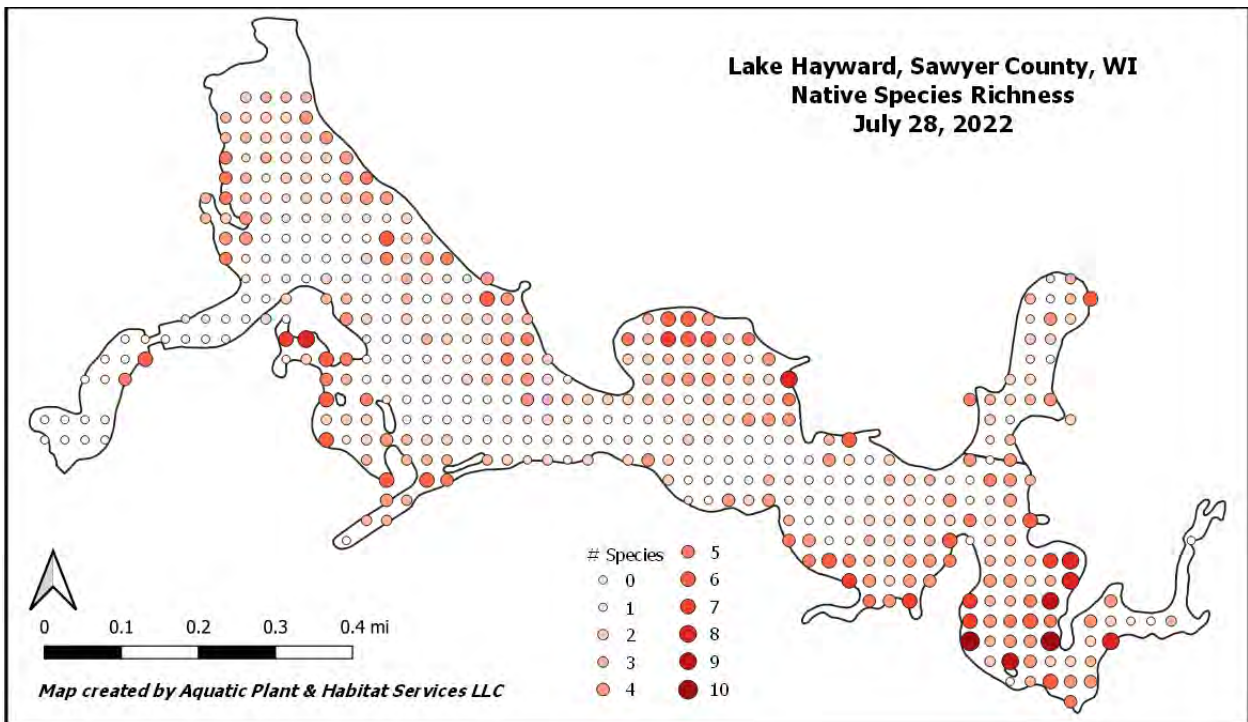 Lake Hayward, Sawyer County, WI
Native Species Richness
July 28, 2022
# Species
0
1
2
3
4
5
6
7
8
9
10
0 0.1 0.2 0.3 0.4 mi
Map created by Aquatic Plant & Habitat Services LLC